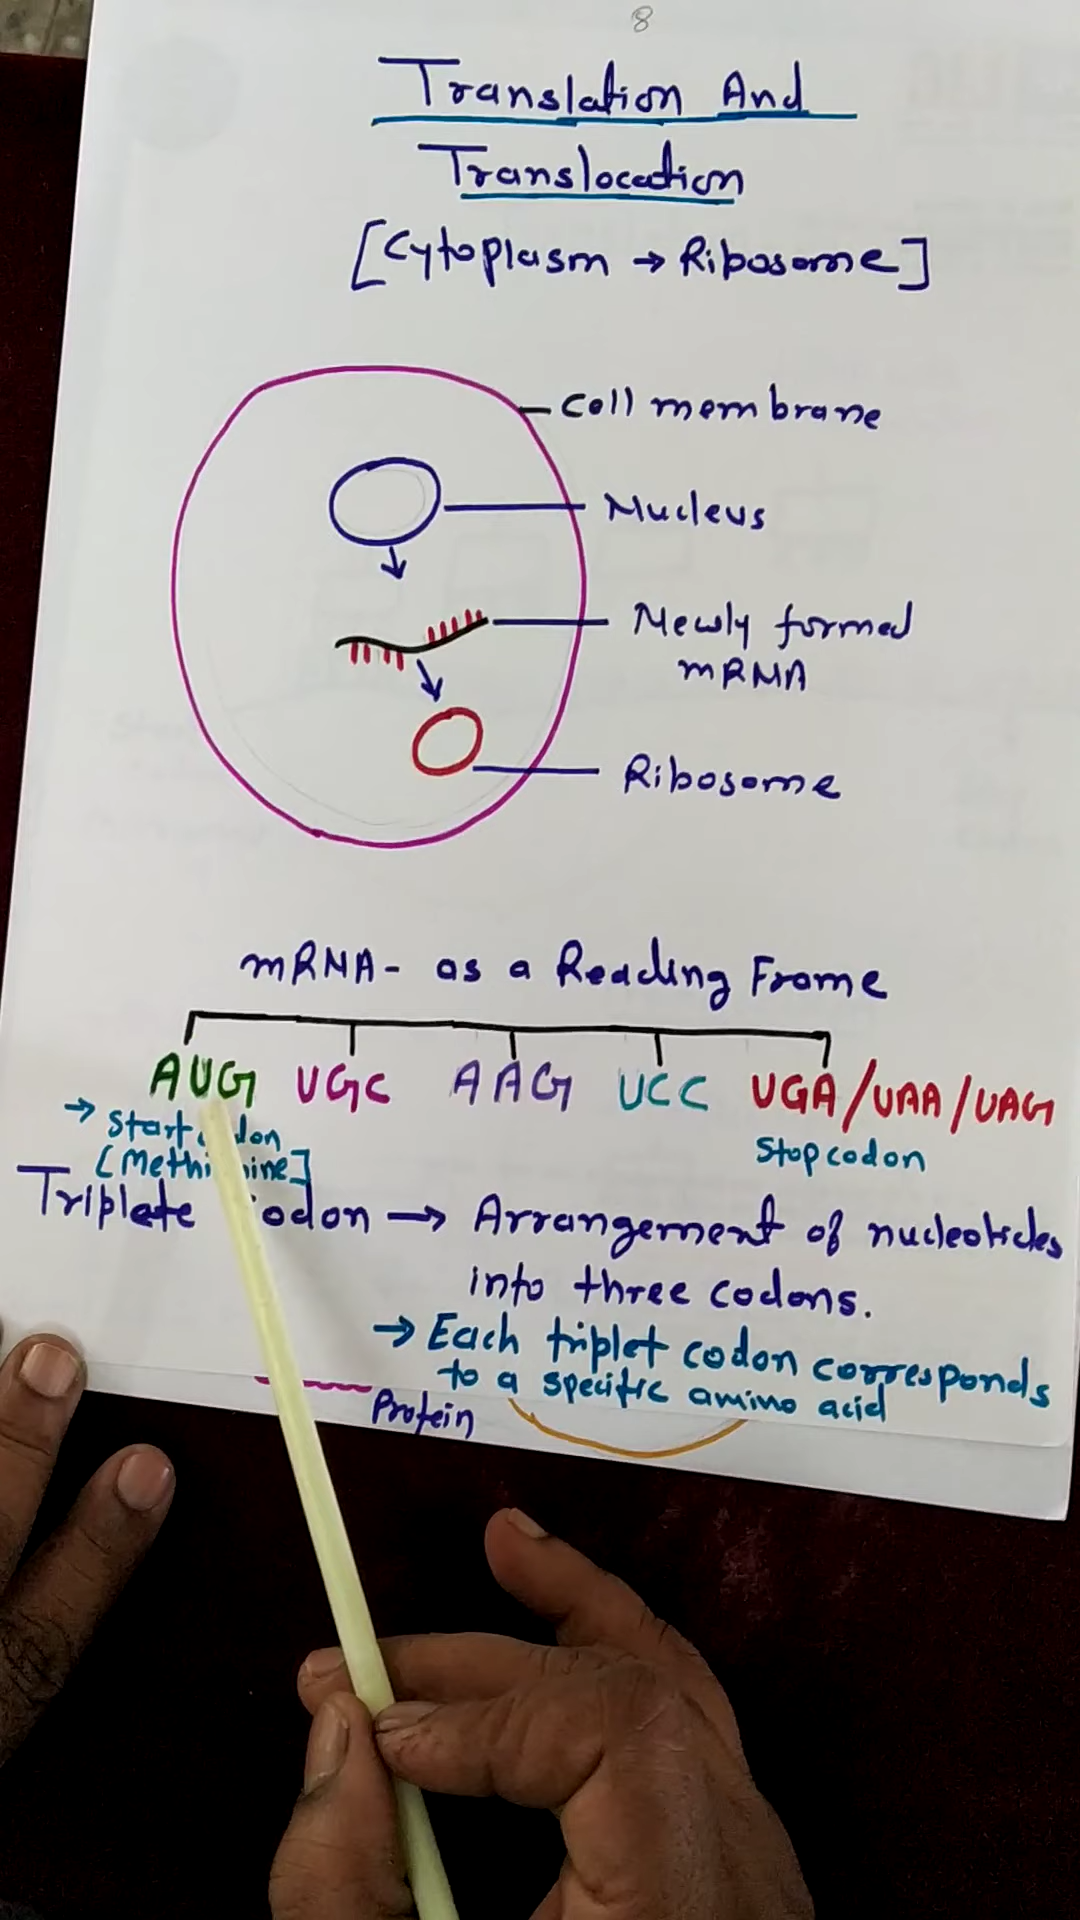 8
Translation And
Translocation
[Cytoplasm → Ribosome]
Cell membrane
Nucleus
Newly formed
mRNA
Ribosome
mRNA - as a Reading Frame
AUG UGC AAG UCC UGA/UAA/UAG
→ Start
Stop codon
Triplete → Arrangement of nucleotides
into three codons.
→ Each triplet codon corresponds
to a specific amino acid
Protein